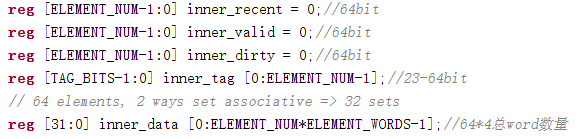 reg [ELEMENT_NUM-1:0] inner_recent = 0;//64bit
reg [ELEMENT_NUM-1:0] inner_valid = 0;//64bit
reg [ELEMENT_NUM-1:0] inner_dirty = 0;//64bit
reg [TAG_BITS-1:0] inner_tag [0:ELEMENT_NUM-1];//23-64bit
// 64 elements, 2 ways set associative => 32 sets
reg [31:0] inner_data [0:ELEMENT_NUM*ELEMENT_WORDS-1];//64*4总word数量